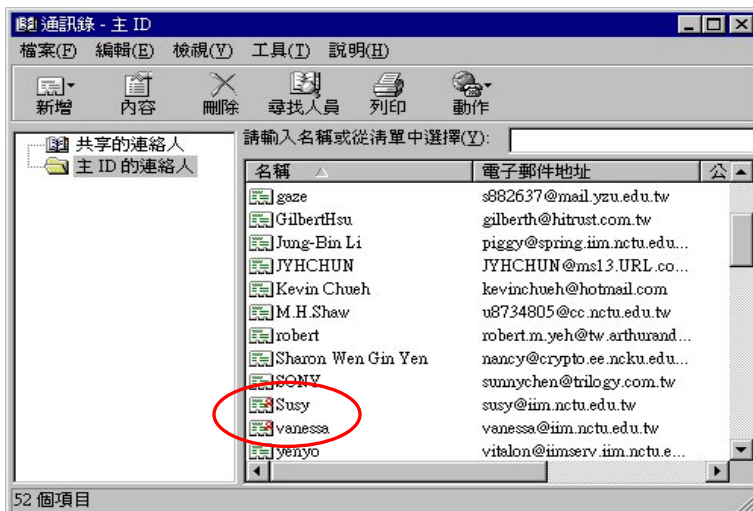 通訊錄 - 主 ID
檔案(F) 編輯(E) 檢視(V) 工具(T) 說明(H)
新增 內容 刪除 尋找人員 列印 動作
共享的連絡人
主 ID 的連絡人
請輸入名稱或從清單中選擇(Y):
名稱 電子郵件地址 公
gaze s882637@mail.yzu.edu.tw
GilbertHsu gilberth@hitrust.com.tw
Jung-Bin Li piggy@spring.iim.nctu.edu...
JYHCHUN JYHCHUN@ms13.URL.co...
Kevin Chueh kevinchueh@hotmail.com
M.H.Shaw u8734805@cc.nctu.edu.tw
robert robert.m.yeh@tw.arthurand...
Sharon Wen Gin Yen nancy@crypto.ee.ncku.edu...
SONY sunnychen@trilogy.com.tw
Susy susy@iim.nctu.edu.tw
vanessa vanessa@iim.nctu.edu.tw
yenyo vitalon@iimserv.iim.nctu.e...
52 個項目